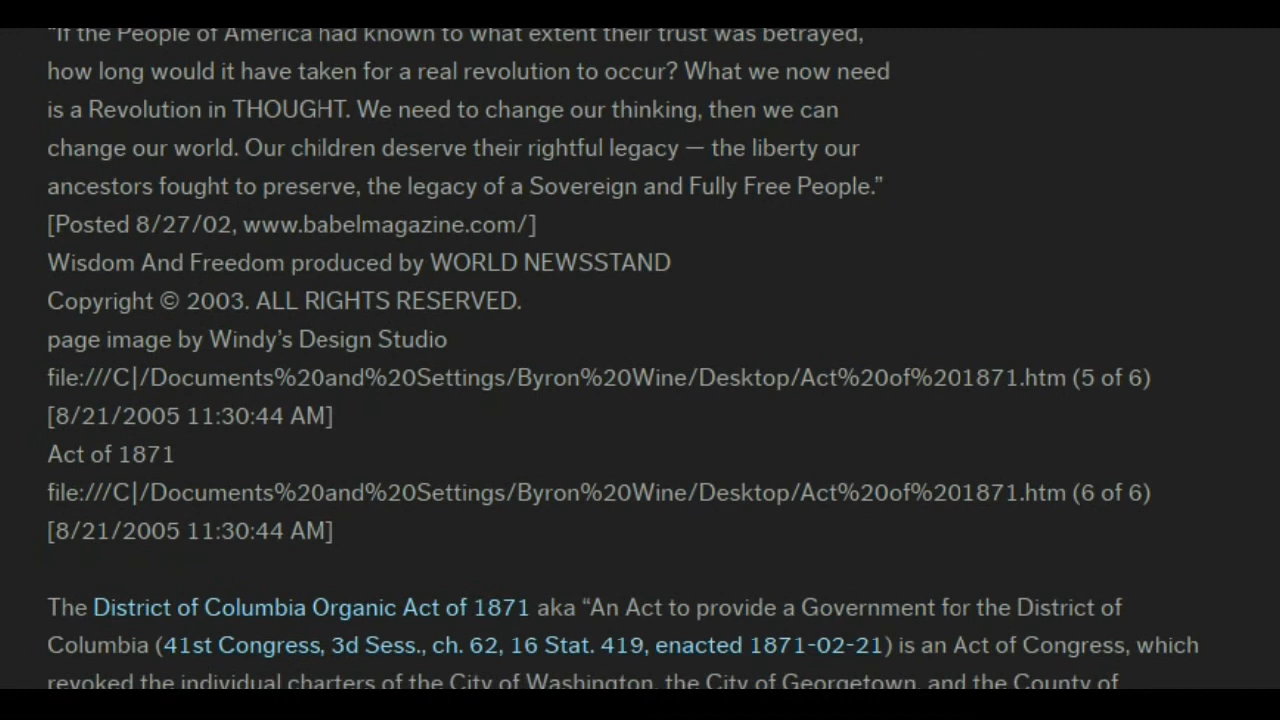 "If the People of America had known to what extent their trust was betrayed,
how long would it have taken for a real revolution to occur? What we now need
is a Revolution in THOUGHT. We need to change our thinking, then we can
change our world. Our children deserve their rightful legacy — the liberty our
ancestors fought to preserve, the legacy of a Sovereign and Fully Free People.”
[Posted 8/27/02, www.babelmagazine.com/]
Wisdom And Freedom produced by WORLD NEWSSTAND
Copyright © 2003. ALL RIGHTS RESERVED.
page image by Windy’s Design Studio
file:///C|/Documents%20and%20Settings/Byron%20Wine/Desktop/Act%20of%201871.htm (5 of 6)
[8/21/2005 11:30:44 AM]
Act of 1871
file:///C|/Documents%20and%20Settings/Byron%20Wine/Desktop/Act%20of%201871.htm (6 of 6)
[8/21/2005 11:30:44 AM]
The District of Columbia Organic Act of 1871 aka “An Act to provide a Government for the District of
Columbia (41st Congress, 3d Sess., ch. 62, 16 Stat. 419, enacted 1871-02-21) is an Act of Congress, which
revoked the individual charters of the City of Washington, the City of Georgetown, and the County of